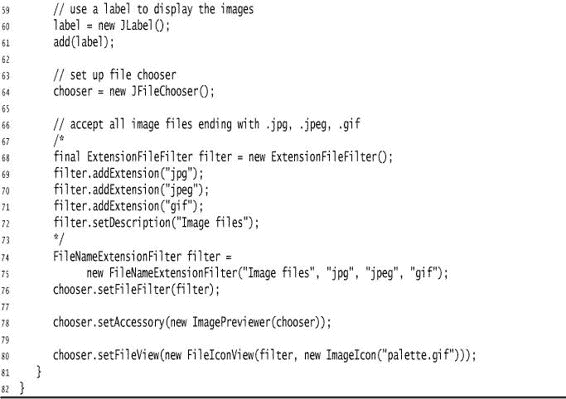 59 // use a label to display the images
60 label = new JLabel();
61 add(label);
62
63 // set up file chooser
64 chooser = new JFileChooser();
65
66 // accept all image files ending with .jpg, .jpeg, .gif
67 /*
68 final ExtensionFileFilter filter = new ExtensionFileFilter();
69 filter.addExtension("jpg");
70 filter.addExtension("jpeg");
71 filter.addExtension("gif");
72 filter.setDescription("Image files");
73 */
74 FileNameExtensionFilter filter =
75 new FileNameExtensionFilter("Image files", "jpg", "jpeg", "gif");
76 chooser.setFileFilter(filter);
77
78 chooser.setAccessory(new ImagePreviewer(chooser));
79
80 chooser.setFileView(new FileIconView(filter, new ImageIcon("palette.gif")));
81 }
82 }